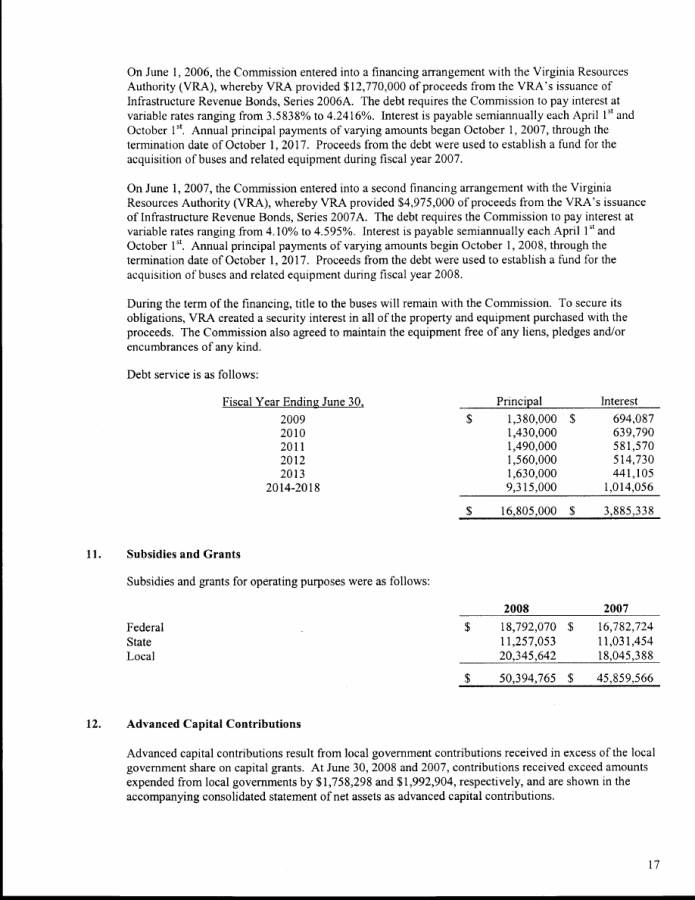 On June 1, 2006, the Commission entered into a financing arrangement with the Virginia Resources
Authority (VRA), whereby VRA provided $12,770,000 of proceeds from the VRA's issuance of
Infrastructure Revenue Bonds, Series 2006A. The debt requires the Commission to pay interest at
variable rates ranging from 3.5838% to 4.2416%. Interest is payable semiannually each April 1st and
October 1st. Annual principal payments of varying amounts began October 1, 2007, through the
termination date of October 1, 2017. Proceeds from the debt were used to establish a fund for the
acquisition of buses and related equipment during fiscal year 2007.
On June 1, 2007, the Commission entered into a second financing arrangement with the Virginia
Resources Authority (VRA), whereby VRA provided $4,975,000 of proceeds from the VRA's issuance
of Infrastructure Revenue Bonds, Series 2007A. The debt requires the Commission to pay interest at
variable rates ranging from 4.10% to 4.595%. Interest is payable semiannually each April 1st and
October 1st. Annual principal payments of varying amounts begin October 1, 2008, through the
termination date of October 1, 2017. Proceeds from the debt were used to establish a fund for the
acquisition of buses and related equipment during fiscal year 2008.
During the term of the financing, title to the buses will remain with the Commission. To secure its
obligations, VRA created a security interest in all of the property and equipment purchased with the
proceeds. The Commission also agreed to maintain the equipment free of any liens, pledges and/or
encumbrances of any kind.
Debt service is as follows:
Fiscal Year Ending June 30, Principal Interest
2009 $ 1,380,000 $ 694,087
2010 1,430,000 639,790
2011 1,490,000 581,570
2012 1,560,000 514,730
2013 1,630,000 441,105
2014-2018 9,315,000 1,014,056
$ 16,805,000 $ 3,885,338
11. Subsidies and Grants
Subsidies and grants for operating purposes were as follows:
2008 2007
Federal $ 18,792,070 $ 16,782,724
State 11,257,053 11,031,454
Local 20,345,642 18,045,388
$ 50,394,765 $ 45,859,566
12. Advanced Capital Contributions
Advanced capital contributions result from local government contributions received in excess of the local
government share on capital grants. At June 30, 2008 and 2007, contributions received exceed amounts
expended from local governments by $1,758,298 and $1,992,904, respectively, and are shown in the
accompanying consolidated statement of net assets as advanced capital contributions.
17